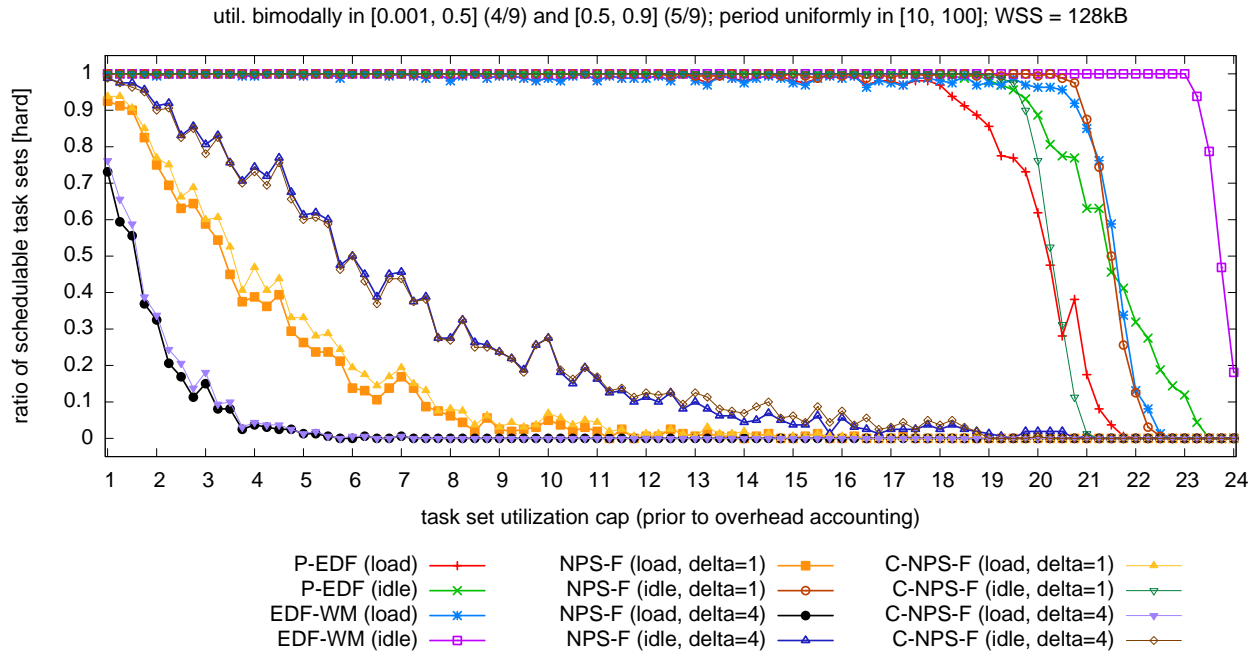 util. bimodally in [0.001, 0.5] (4/9) and [0.5, 0.9] (5/9); period uniformly in [10, 100]; WSS = 128kB
ratio of schedulable task sets [hard]
1
0.9
0.8
0.7
0.6
0.5
0.4
0.3
0.2
0.1
0
1 2 3 4 5 6 7 8 9 10 11 12 13 14 15 16 17 18 19 20 21 22 23 24
task set utilization cap (prior to overhead accounting)
P-EDF (load)
P-EDF (idle)
EDF-WM (load)
EDF-WM (idle)
NPS-F (load, delta=1)
NPS-F (idle, delta=1)
NPS-F (load, delta=4)
NPS-F (idle, delta=4)
C-NPS-F (load, delta=1)
C-NPS-F (idle, delta=1)
C-NPS-F (load, delta=4)
C-NPS-F (idle, delta=4)